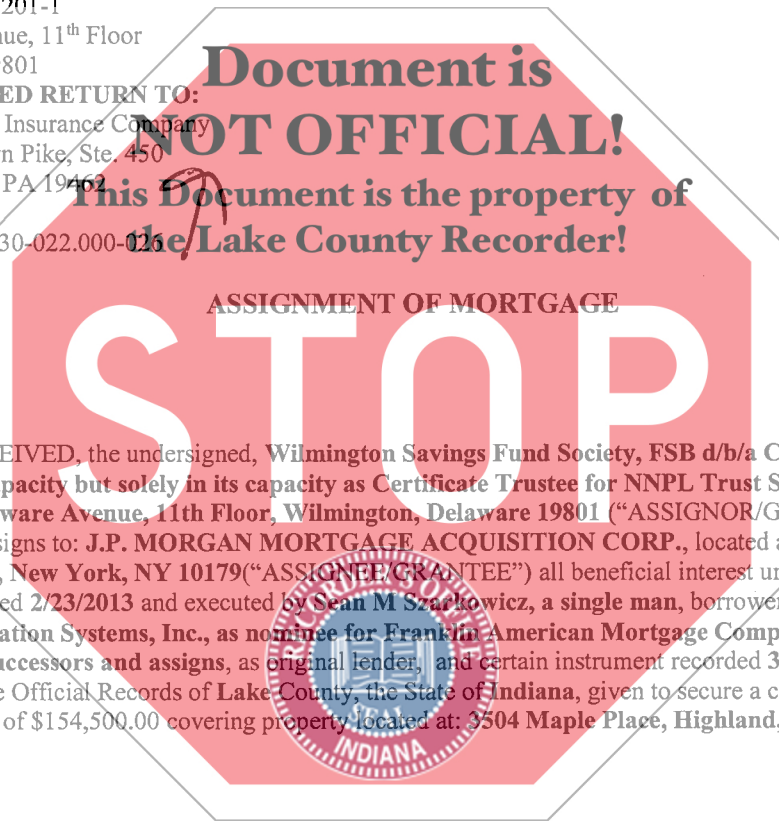 201-1
nue, 11th Floor
801
ED RETURN TO:
Insurance Company
n Pike, Ste. 450
PA 19462
30-022.000-026
Document is
NOT OFFICIAL!
This Document is the property of
the Lake County Recorder!
ASSIGNMENT OF MORTGAGE
STOP
EIVED, the undersigned, Wilmington Savings Fund Society, FSB d/b/a C
pacity but solely in its capacity as Certificate Trustee for NNPL Trust S
ware Avenue, 11th Floor, Wilmington, Delaware 19801 ("ASSIGNOR/G
signs to: J.P. MORGAN MORTGAGE ACQUISITION CORP., located a
, New York, NY 10179("ASSIGNEE/GRANTEE") all beneficial interest un
ed 2/23/2013 and executed by Sean M Szarkowicz, a single man, borrower
ation Systems, Inc., as nominee for Franklin American Mortgage Comp
uccessors and assigns, as original lender, and certain instrument recorded 3
e Official Records of Lake County, the State of Indiana, given to secure a c
of $154,500.00 covering property located at: 3504 Maple Place, Highland,
SEAL
INDIANA